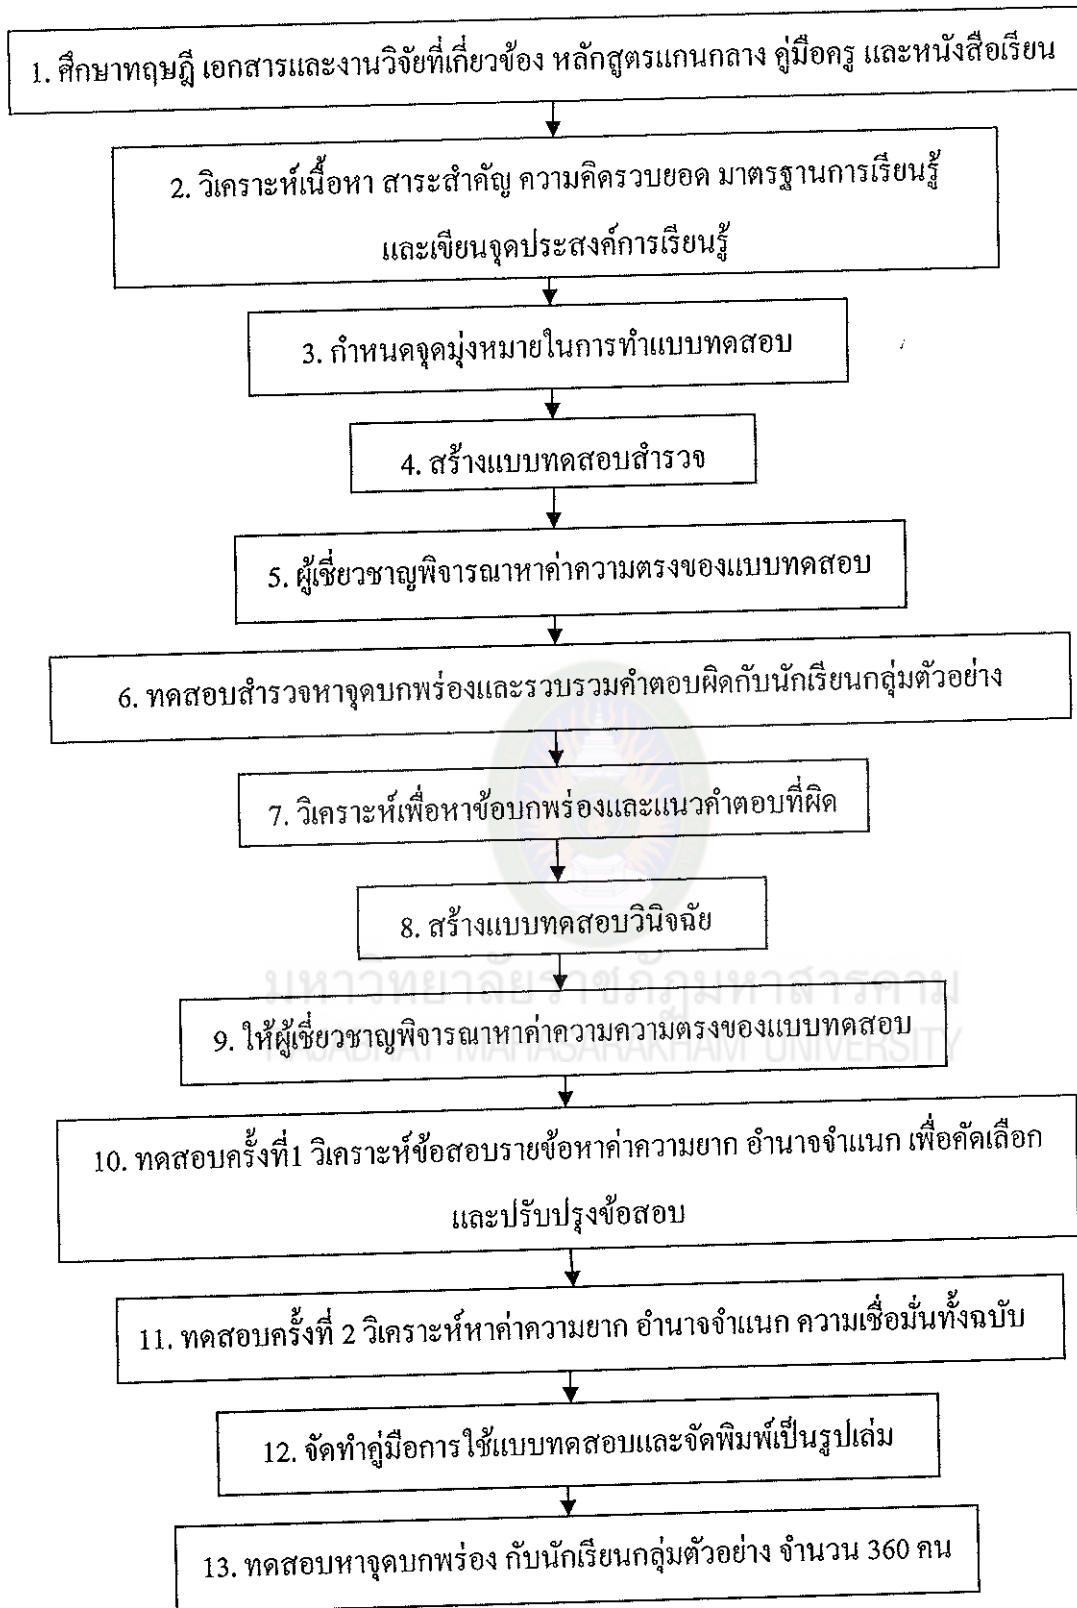 1. ศึกษาทฤษฎี เอกสารและงานวิจัยที่เกี่ยวข้อง หลักสูตรแกนกลาง คู่มือครู และหนังสือเรียน
2. วิเคราะห์เนื้อหา สาระสำคัญ ความคิดรวบยอด มาตรฐานการเรียนรู้
และเขียนจุดประสงค์การเรียนรู้
3. กำหนดจุดมุ่งหมายในการทำแบบทดสอบ
4. สร้างแบบทดสอบสำรวจ
5. ผู้เชี่ยวชาญพิจารณาหาค่าความตรงของแบบทดสอบ
6. ทดสอบสำรวจหาจุดบกพร่องและรวบรวมคำตอบผิดกับนักเรียนกลุ่มตัวอย่าง
7. วิเคราะห์เพื่อหาข้อบกพร่องและแนวคำตอบที่ผิด
8. สร้างแบบทดสอบวินิจฉัย
มหาวิทยาลัยราชภัฏมหาสารคาม
9. ให้ผู้เชี่ยวชาญพิจารณาหาค่าความความตรงของแบบทดสอบ
RAJABHAT MAHASARAKHAM UNIVERSITY
10. ทดสอบครั้งที่1 วิเคราะห์ข้อสอบรายข้อหาค่าความยาก อำนาจจำแนก เพื่อคัดเลือก
และปรับปรุงข้อสอบ
11. ทดสอบครั้งที่ 2 วิเคราะห์หาค่าความยาก อำนาจจำแนก ความเชื่อมั่นทั้งฉบับ
12. จัดทำคู่มือการใช้แบบทดสอบและจัดพิมพ์เป็นรูปเล่ม
13. ทดสอบหาจุดบกพร่อง กับนักเรียนกลุ่มตัวอย่าง จำนวน 360 คน